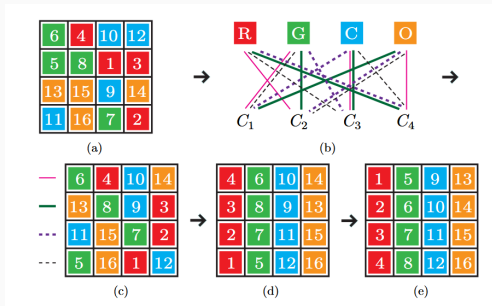 6 4 10 12
5 8 1 3
13 15 9 14
11 16 7 2
(a)
R G C O
C1 C2 C3 C4
(b)
6 4 10 14
13 8 9 3
11 15 7 2
5 16 1 12
(c)
4 6 10 14
3 8 9 13
2 7 11 15
1 5 12 16
(d)
1 5 9 13
2 6 10 14
3 7 11 15
4 8 12 16
(e)